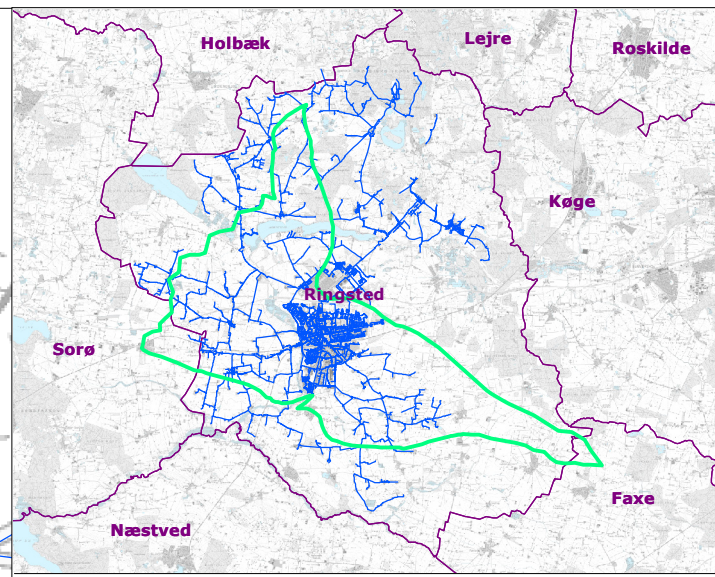 Holbæk
Lejre
Roskilde
Køge
Ringsted
Sorø
Faxe
Næstved